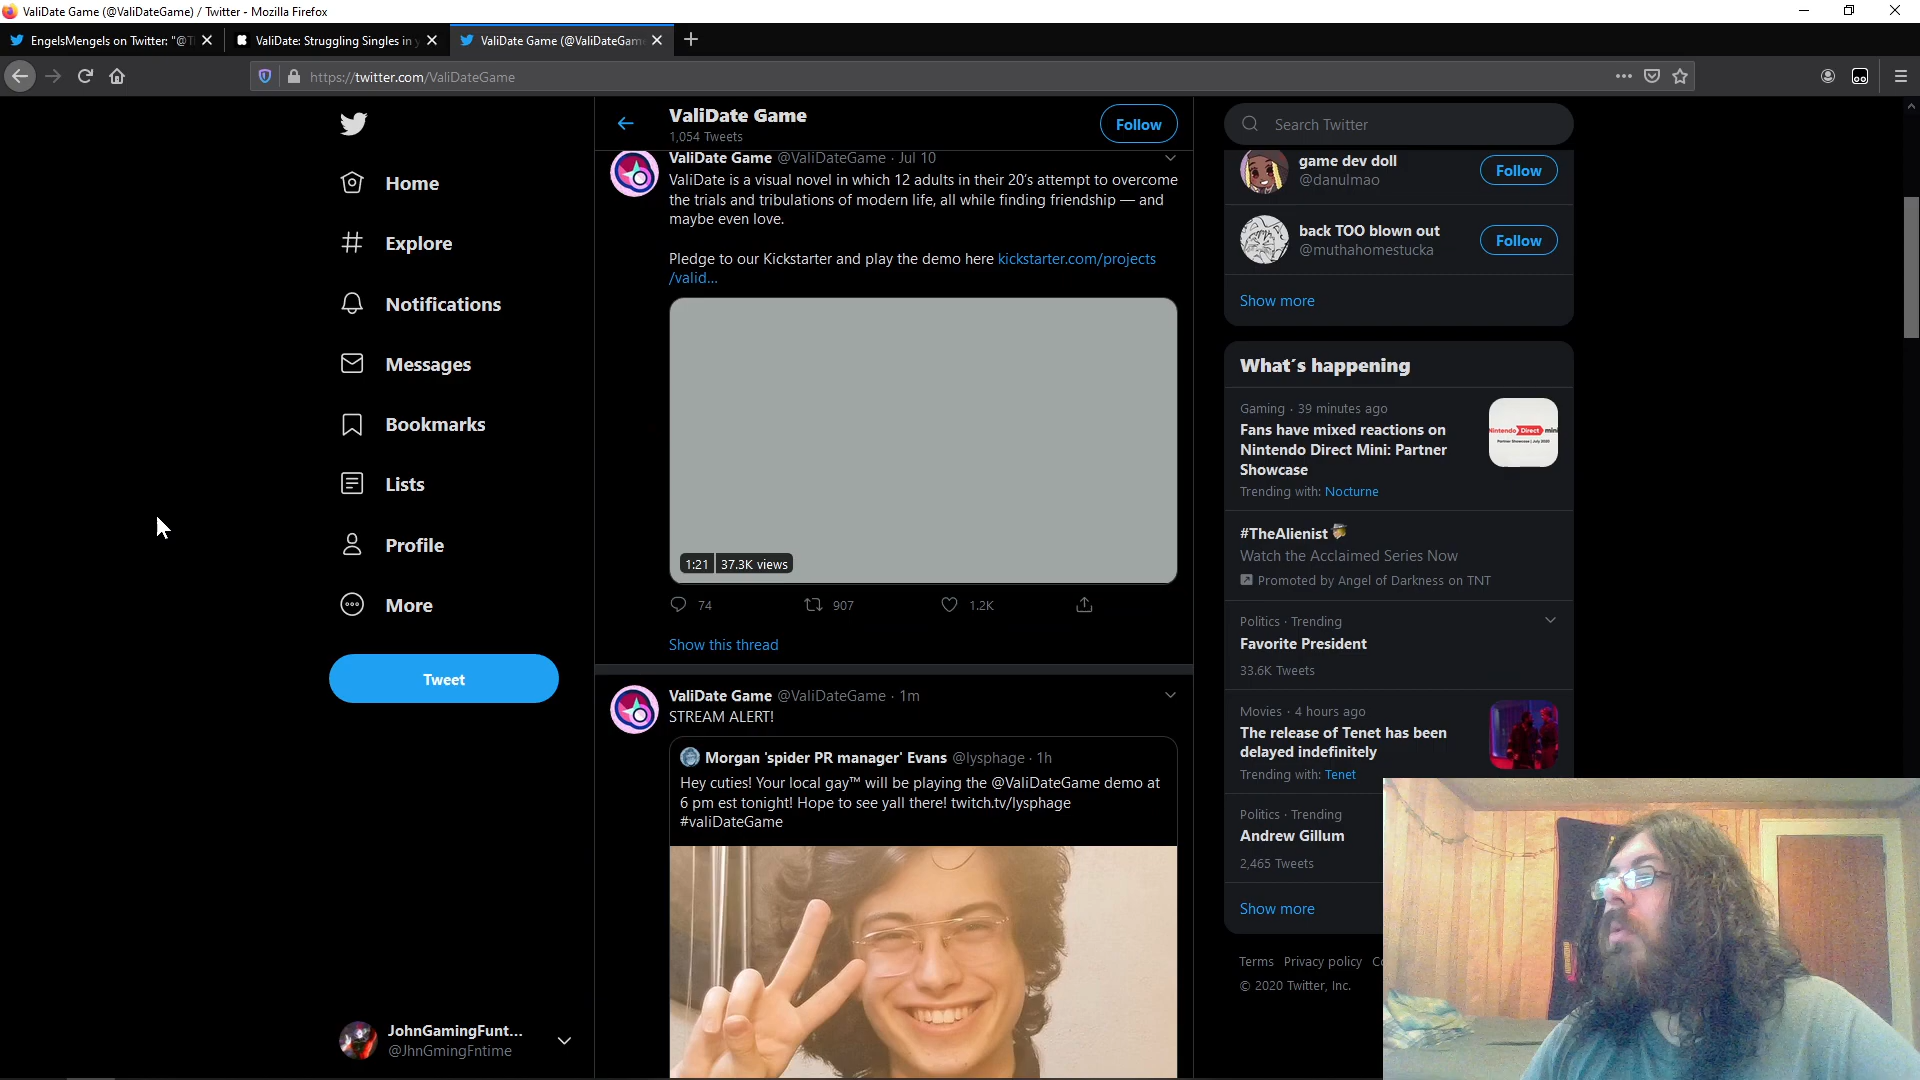 ValiDate Game (@ValiDateGame) / Twitter - Mozilla Firefox
EngelsMengels on Twitter: "@T
ValiDate: Struggling Singles in
ValiDate Game (@ValiDateGam
https://twitter.com/ValiDateGame
Home
Explore
Notifications
Messages
Bookmarks
Lists
Profile
More
Tweet
JohnGamingFunt...
@JhnGmingFntime
ValiDate Game
1,054 Tweets
Follow
ValiDate Game @ValiDateGame · Jul 10
ValiDate is a visual novel in which 12 adults in their 20's attempt to overcome
the trials and tribulations of modern life, all while finding friendship — and
maybe even love.
Pledge to our Kickstarter and play the demo here kickstarter.com/projects
/valid...
1:21 37.3K views
74 907 1.2K
Show this thread
ValiDate Game @ValiDateGame · 1m
STREAM ALERT!
Morgan 'spider PR manager' Evans @lysphage · 1h
Hey cuties! Your local gay™ will be playing the @ValiDateGame demo at
6 pm est tonight! Hope to see yall there! twitch.tv/lysphage
#valiDateGame
Search Twitter
game dev doll
@danulmao
Follow
back TOO blown out
@muthahomestucka
Follow
Show more
What's happening
Gaming · 39 minutes ago
Fans have mixed reactions on
Nintendo Direct Mini: Partner
Showcase
Trending with: Nocturne
Nintendo Direct mini
Partner Showcase | July 2020
#TheAlienist
Watch the Acclaimed Series Now
Promoted by Angel of Darkness on TNT
Politics · Trending
Favorite President
33.6K Tweets
Movies · 4 hours ago
The release of Tenet has been
delayed indefinitely
Trending with: Tenet
Politics · Trending
Andrew Gillum
2,465 Tweets
Show more
Terms Privacy policy
© 2020 Twitter, Inc.